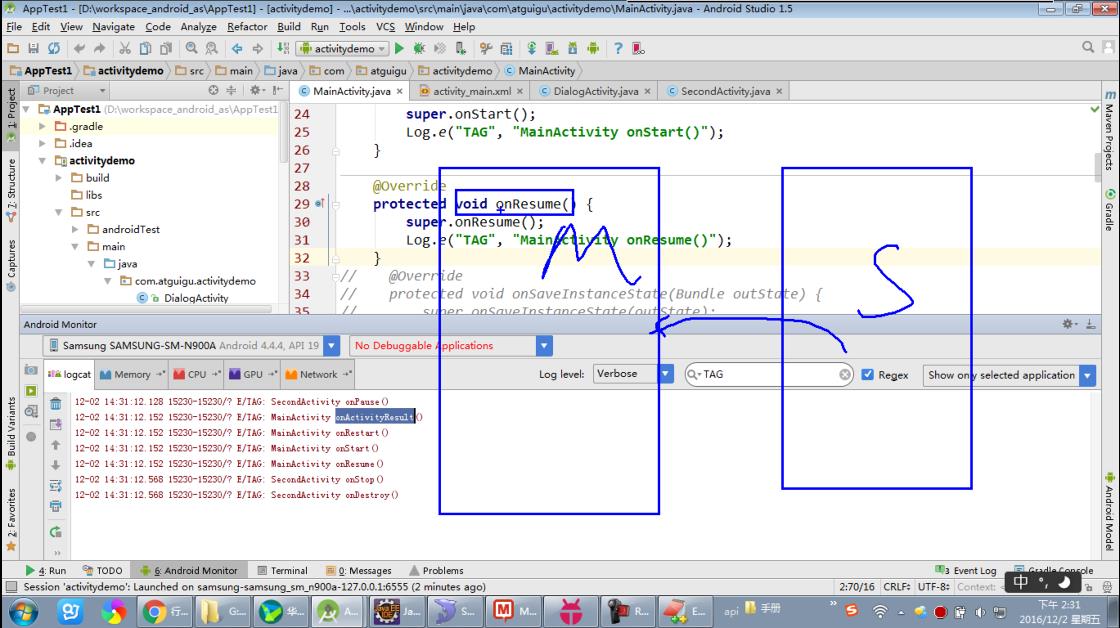 AppTest1 - [D:\workspace_android_as\AppTest1] - [activitydemo] - ...\activitydemo\src\main\java\com\atguigu\activitydemo\MainActivity.java - Android Studio 1.5
File Edit View Navigate Code Analyze Refactor Build Run Tools VCS Window Help
activitydemo
AppTest1 activitydemo src main java com atguigu activitydemo MainActivity
Project
MainActivity.java activity_main.xml DialogActivity.java SecondActivity.java
AppTest1 (D:\workspace_android_as\AppTest1
.gradle
.idea
activitydemo
build
libs
src
androidTest
main
java
com.atguigu.activitydemo
DialogActivity
24 super.onStart();
25 Log.e("TAG", "MainActivity onStart()");
26 }
27
28 @Override
29 protected void onResume() {
30 super.onResume();
31 Log.e("TAG", "MainActivity onResume()");
32 }
33 // @Override
34 // protected void onSaveInstanceState(Bundle outState) {
35 // super.onSaveInstanceState(outState);
M
S
1: Project
7: Structure
Captures
Build Variants
2: Favorites
Maven Projects
Gradle
Android Model
Android Monitor
Samsung SAMSUNG-SM-N900A Android 4.4.4, API 19
No Debuggable Applications
logcat Memory CPU GPU Network
Log level: Verbose TAG Regex Show only selected application
12-02 14:31:12.128 15230-15230/? E/TAG: SecondActivity onPause()
12-02 14:31:12.152 15230-15230/? E/TAG: MainActivity onActivityResult()
12-02 14:31:12.152 15230-15230/? E/TAG: MainActivity onRestart()
12-02 14:31:12.152 15230-15230/? E/TAG: MainActivity onStart()
12-02 14:31:12.152 15230-15230/? E/TAG: MainActivity onResume()
12-02 14:31:12.568 15230-15230/? E/TAG: SecondActivity onStop()
12-02 14:31:12.568 15230-15230/? E/TAG: SecondActivity onDestroy()
4: Run TODO 6: Android Monitor Terminal 0: Messages Problems
3 Event Log Gradle Console
Session 'activitydemo': Launched on samsung-samsung_sm_n900a-127.0.0.1:6555 (2 minutes ago)
2:70/16 CRLF: UTF-8: Context:
中
行... G:... 华... A... Ja... S... M... R... E... api 手册
下午 2:31
2016/12/2 星期五